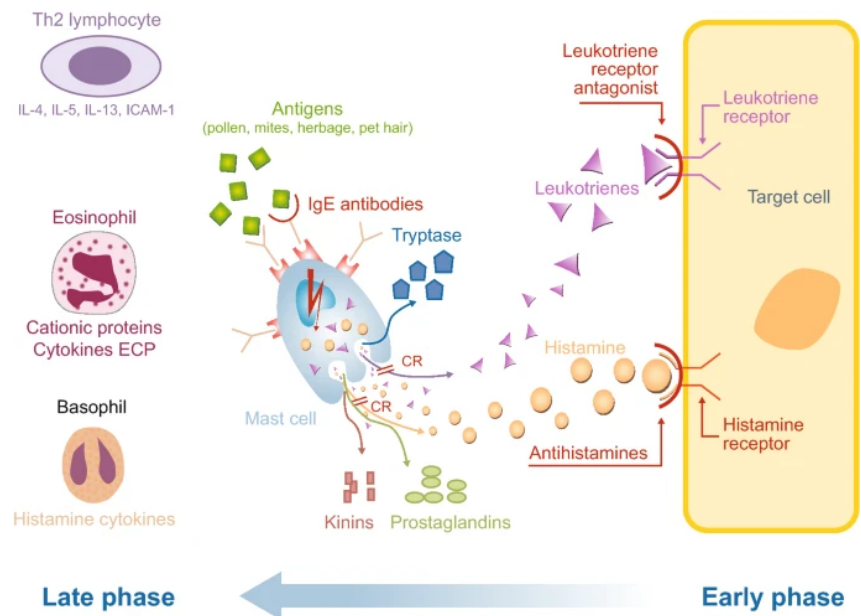 Th2 lymphocyte
IL-4, IL-5, IL-13, ICAM-1
Eosinophil
Cationic proteins
Cytokines ECP
Basophil
Histamine cytokines
Antigens
(pollen, mites, herbage, pet hair)
IgE antibodies
Tryptase
Mast cell
CR
CR
Kinins
Prostaglandins
Leukotrienes
Histamine
Leukotriene
receptor
antagonist
Antihistamines
Leukotriene
receptor
Target cell
Histamine
receptor
Late phase
Early phase